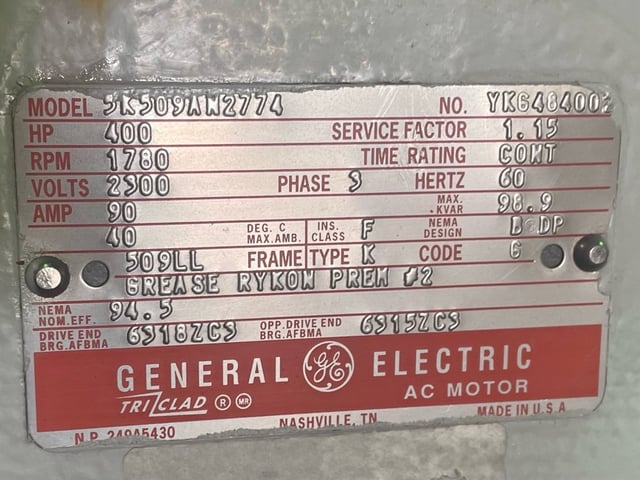 MODEL 5K509AN2774 NO. YK6484002
HP 400 SERVICE FACTOR 1.15
RPM 1780 TIME RATING CONT
VOLTS 2300 PHASE 3 HERTZ 60
AMP 90 MAX. KVAR 98.9
40 DEG. C MAX. AMB. INS. CLASS F NEMA DESIGN B DP
509LL FRAME TYPE K CODE G
GREASE RYKON PREM #2
NEMA NOM. EFF. 94.5
DRIVE END BRG. AFBMA 6318ZC3 OPP. DRIVE END BRG. AFBMA 6315ZC3
GENERAL GE ELECTRIC
TRI CLAD ® MR AC MOTOR
NASHVILLE, TN MADE IN U.S.A
N.P. 249A5430